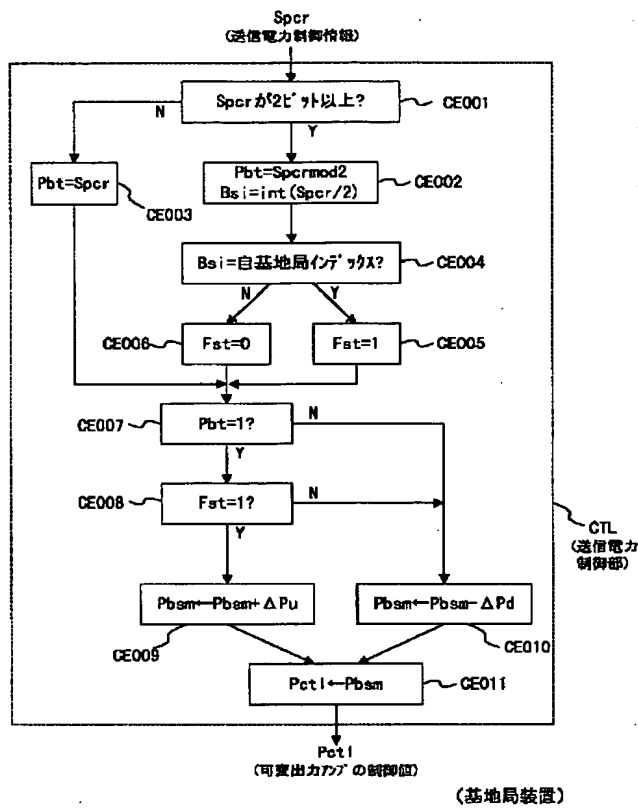 Spcr
(送信電力制御情報)
Spcrが2ビット以上?
CE001
N
Y
Pbt=Spcr
CE003
Pbt=Spcrmod2
Bsi=int(Spcr/2)
CE002
Bsi=自基地局インデックス?
CE004
N
Y
CE006
Fst=0
Fst=1
CE005
CE007
Pbt=1?
N
Y
CE008
Fst=1?
N
Y
CTL
(送信電力
制御部)
Pbsm←Pbsm+ΔPu
Pbsm←Pbsm-ΔPd
CE009
CE010
Pctl←Pbsm
CE011
Pctl
(可変出力アンプの制御値)
(基地局装置)